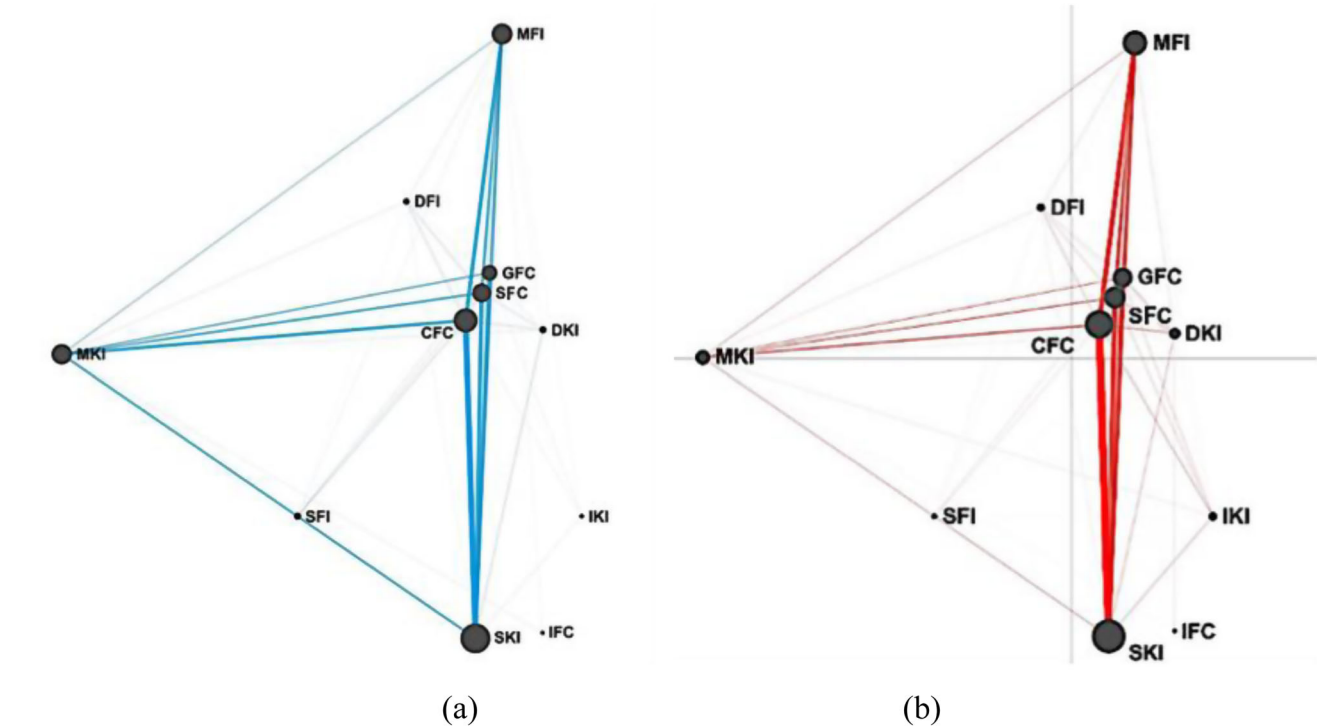 MFI
DFI
GFC
SFC
CFC
DKI
MKI
SFI
IKI
SKI
IFC
(a)
MFI
DFI
GFC
SFC
DKI
CFC
MKI
SFI
IKI
IFC
SKI
(b)